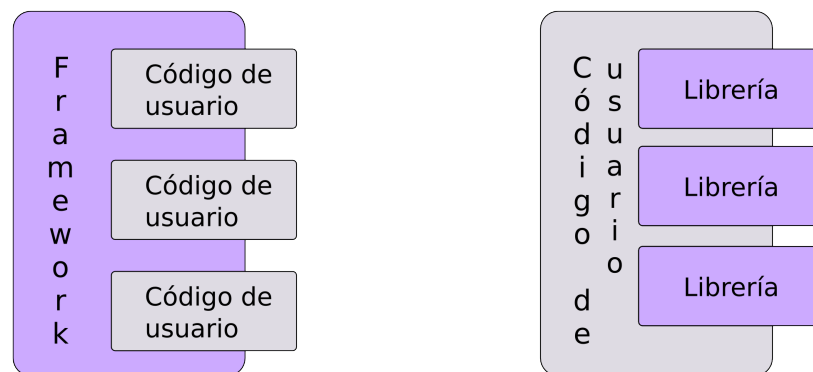 Framework
Código de
usuario
Código de
usuario
Código de
usuario
Código de
usuario
Librería
Librería
Librería